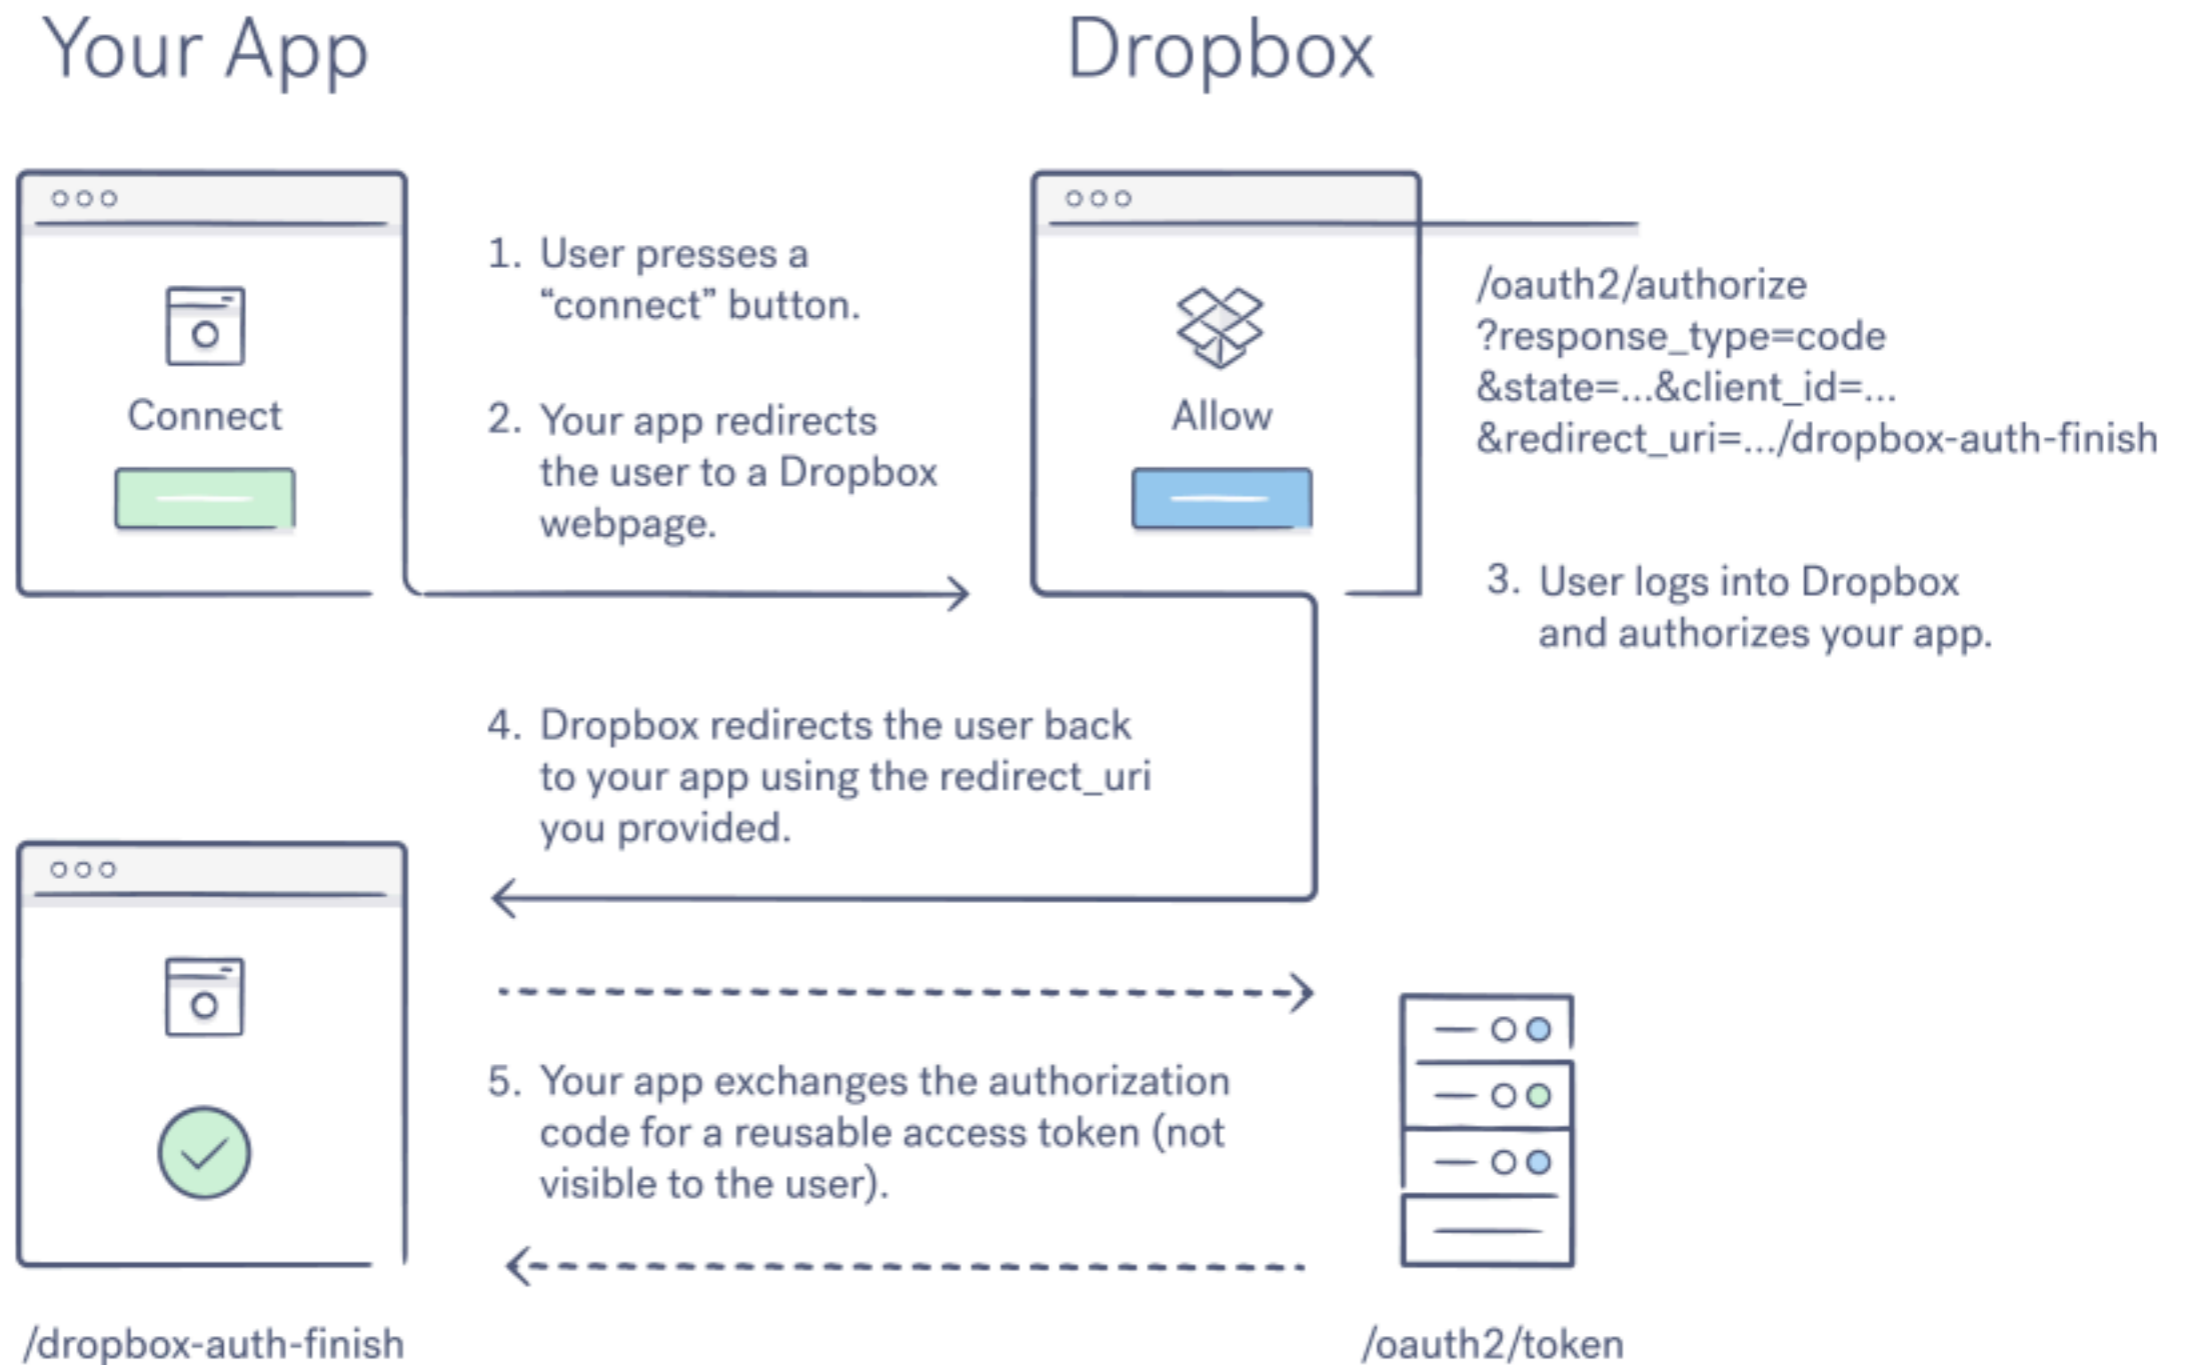 Your App
Dropbox
Connect
1. User presses a
“connect” button.
2. Your app redirects
the user to a Dropbox
webpage.
Allow
/oauth2/authorize
?response_type=code
&state=...&client_id=...
&redirect_uri=.../dropbox-auth-finish
3. User logs into Dropbox
and authorizes your app.
4. Dropbox redirects the user back
to your app using the redirect_uri
you provided.
5. Your app exchanges the authorization
code for a reusable access token (not
visible to the user).
/dropbox-auth-finish
/oauth2/token